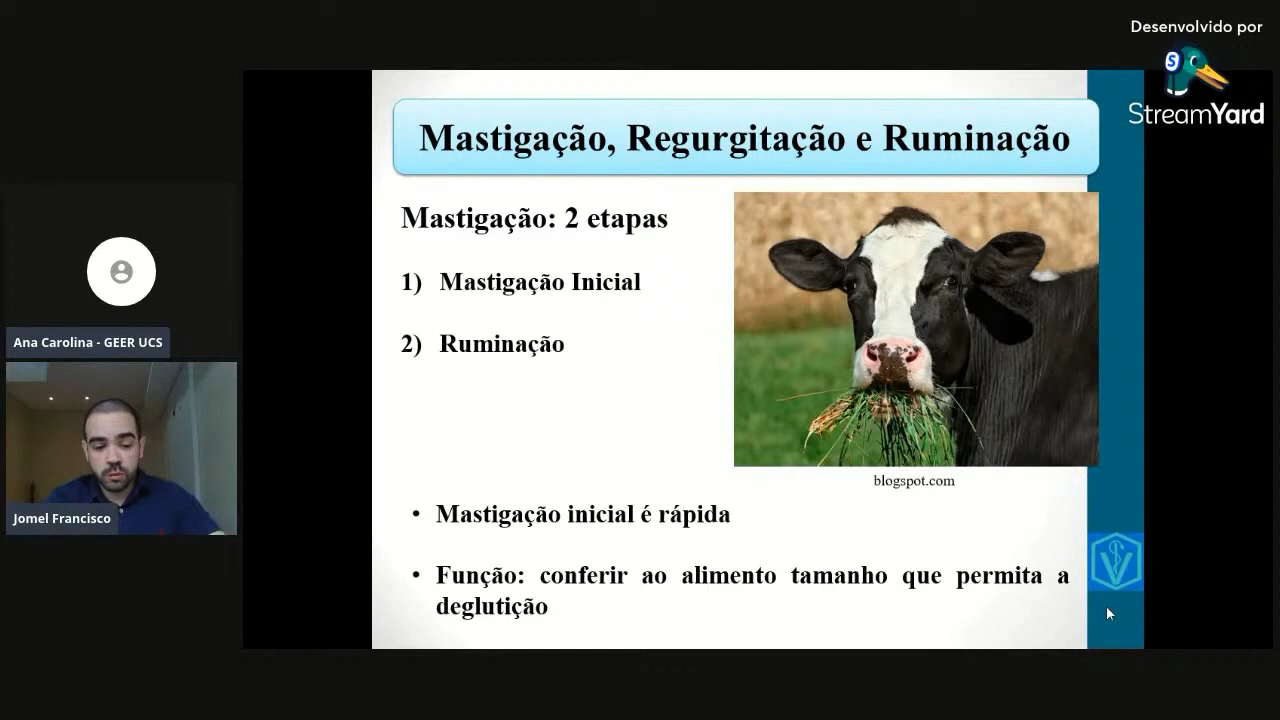 Desenvolvido por
S
StreamYard
Mastigação, Regurgitação e Ruminação
Mastigação: 2 etapas
1) Mastigação Inicial
2) Ruminação
blogspot.com
• Mastigação inicial é rápida
• Função: conferir ao alimento tamanho que permita a
deglutição
V
Ana Carolina - GEER UCS
Jomel Francisco